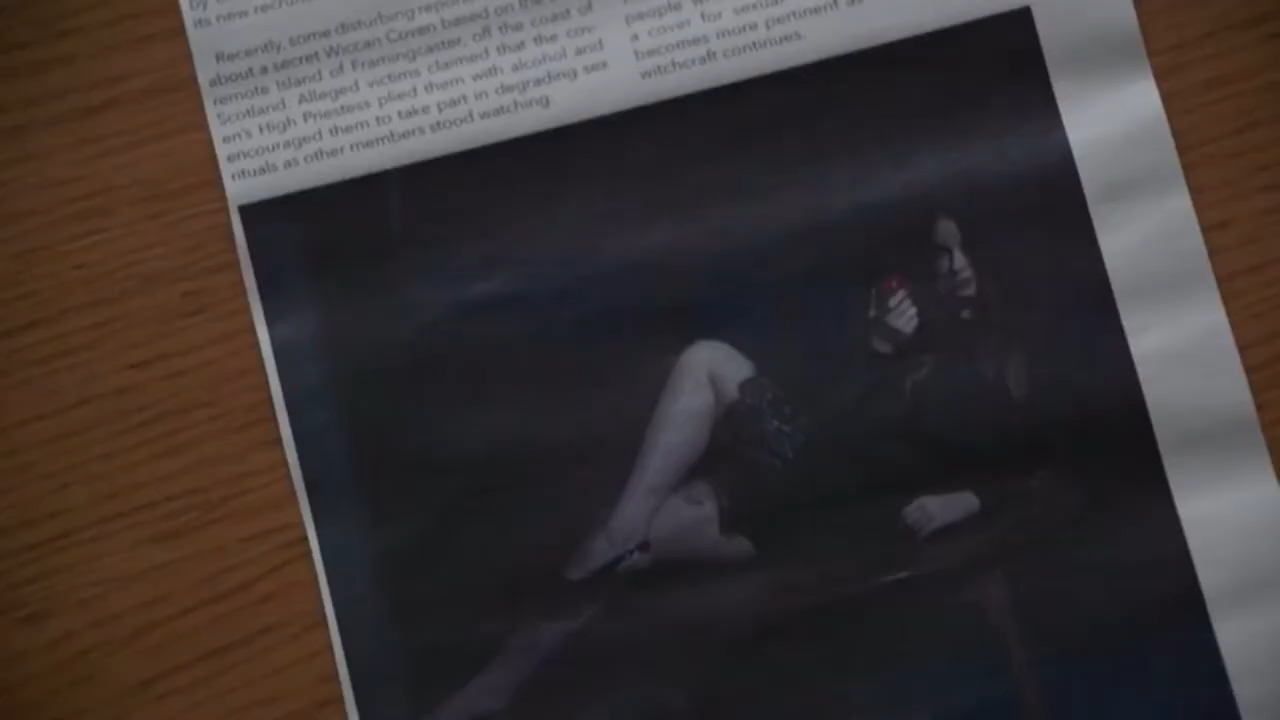 its new
Recently, some disturbing
about a secret Wiccan Coven based on the
remote Island of Framingcaster, off the coast of
Scotland. Alleged victims claimed that the cov-
en's High Priestess plied them with alcohol and
encouraged them to take part in degrading sex
rituals as other members stood watching.
people
a cover for
becomes more pertinent as
witchcraft continues.